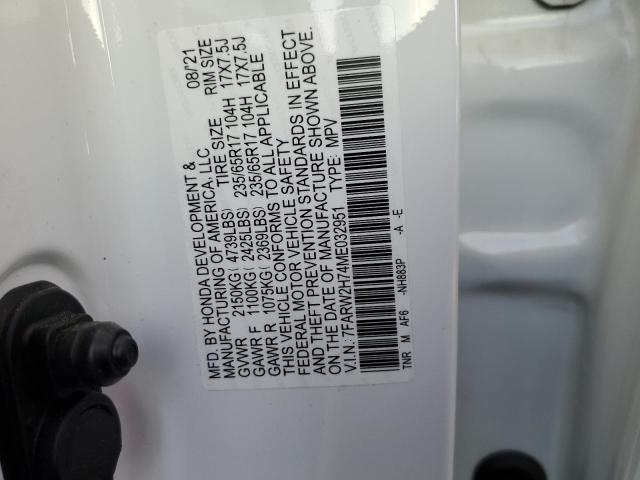 MFD. BY HONDA DEVELOPMENT & 08/'21
MANUFACTURING OF AMERICA, LLC TIRE SIZE RIM SIZE
GVWR 2150KG( 4739LBS)
GAWR F 1100KG( 2425LBS) 235/65R17 104H 17X7.5J
GAWR R 1075KG( 2369LBS) 235/65R17 104H 17X7.5J
THIS VEHICLE CONFORMS TO ALL APPLICABLE
FEDERAL MOTOR VEHICLE SAFETY
AND THEFT PREVENTION STANDARDS IN EFFECT
ON THE DATE OF MANUFACTURE SHOWN ABOVE.
V.I.N.: 7FARW2H74ME032951 TYPE: MPV
TNR M AF6 -NH883P -A -E